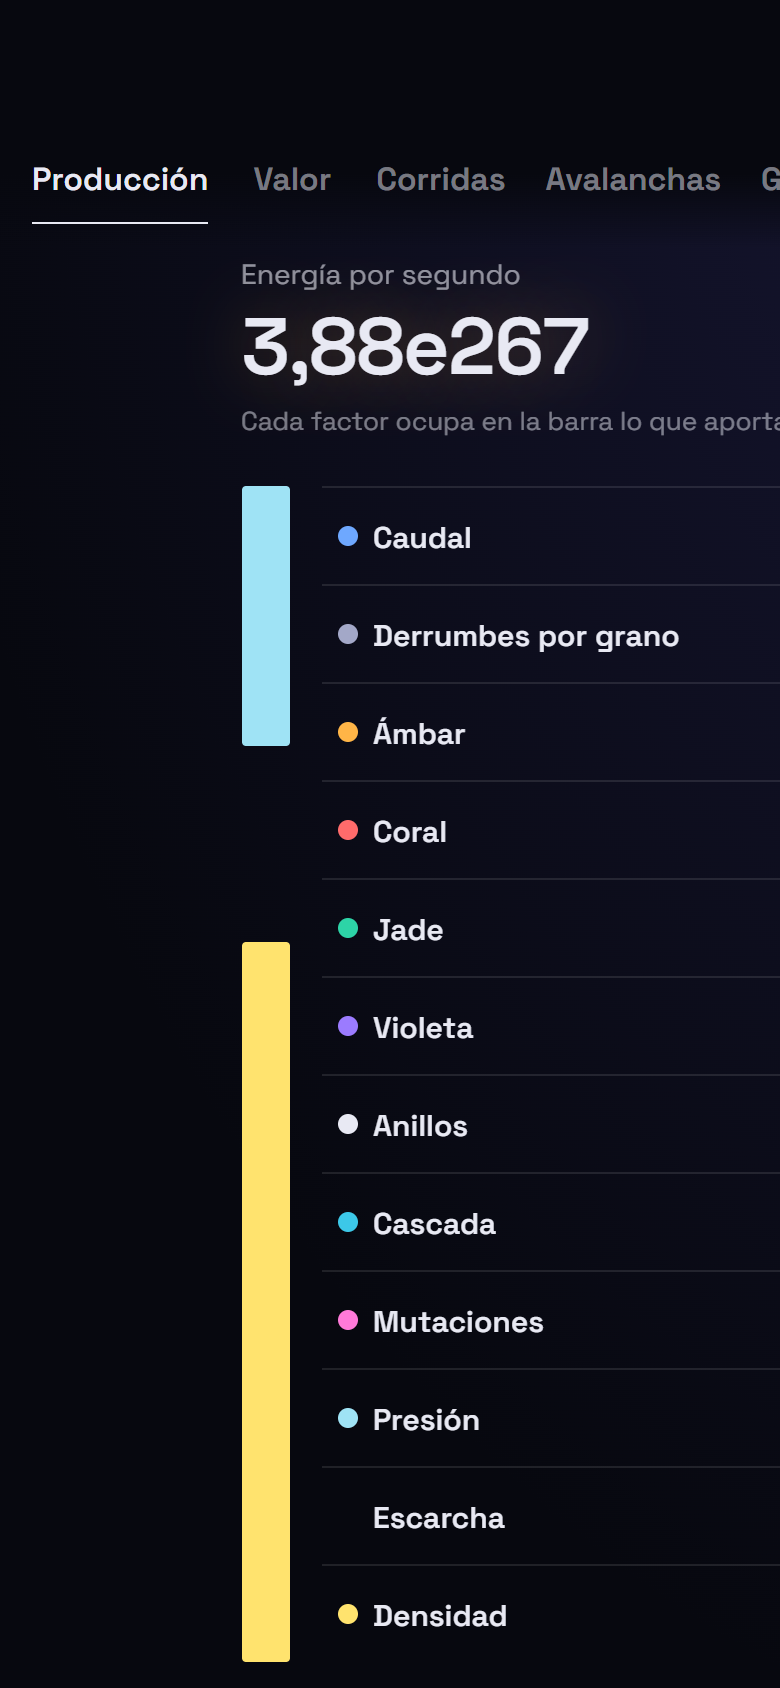 Producción Valor Corridas Avalanchas G
Energía por segundo
3,88e267
Cada factor ocupa en la barra lo que aporta
Caudal
Derrumbes por grano
Ámbar
Coral
Jade
Violeta
Anillos
Cascada
Mutaciones
Presión
Escarcha
Densidad